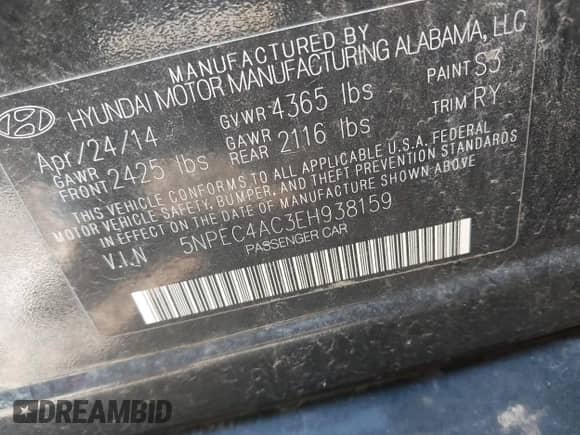 MANUFACTURED BY
HYUNDAI MOTOR MANUFACTURING ALABAMA, LLC
Apr/24/14 GVWR 4365 lbs PAINT S3
GAWR FRONT 2425 lbs GAWR REAR 2116 lbs TRIM RY
THIS VEHICLE CONFORMS TO ALL APPLICABLE U.S.A. FEDERAL
MOTOR VEHICLE SAFETY, BUMPER, AND THEFT PREVENTION STANDARDS
IN EFFECT ON THE DATE OF MANUFACTURE SHOWN ABOVE.
V.I.N 5NPEC4AC3EH938159
PASSENGER CAR
DREAMBID